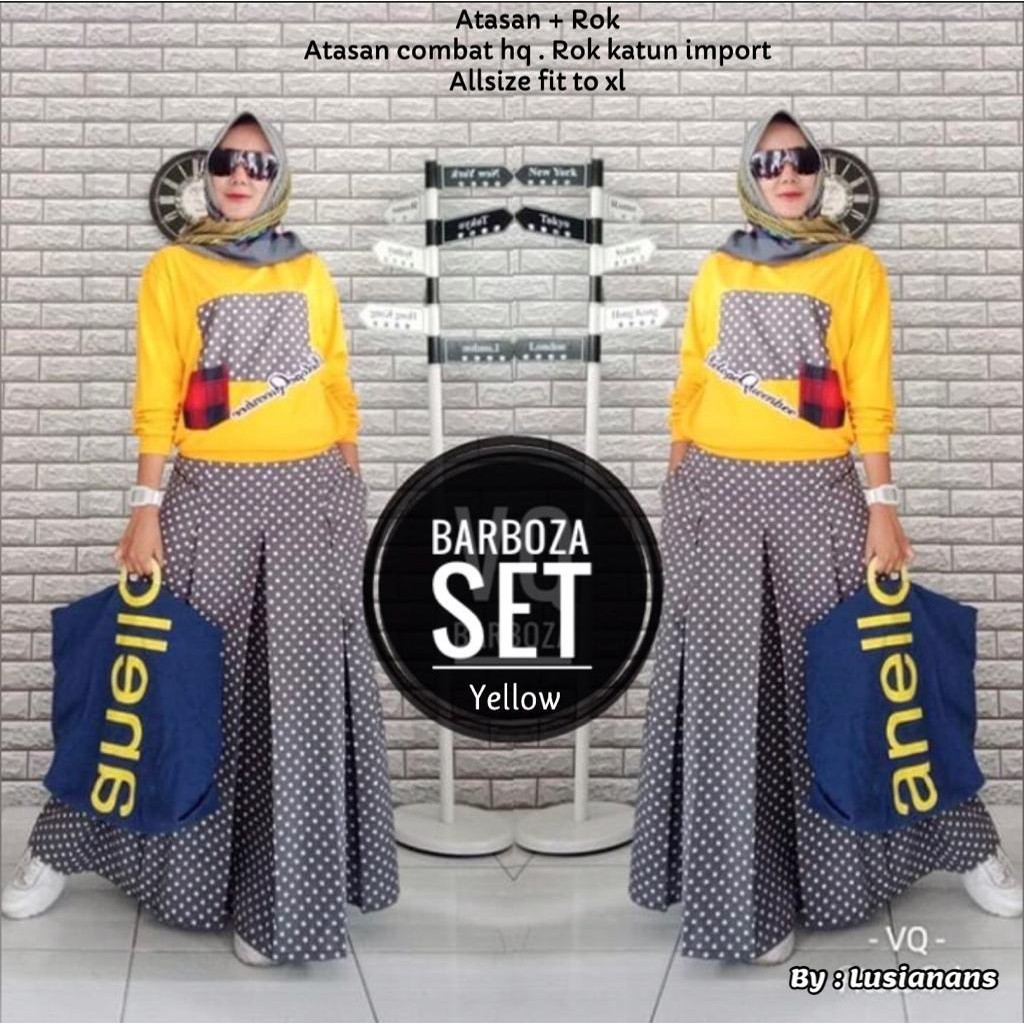 Atasan + Rok
Atasan combat hq . Rok katun import
Allsize fit to xl
New York
Tokyo
Hong Kong
London
BARBOZA
SET
Yellow
VQ
anello
anello
- VQ -
By : Lusianans